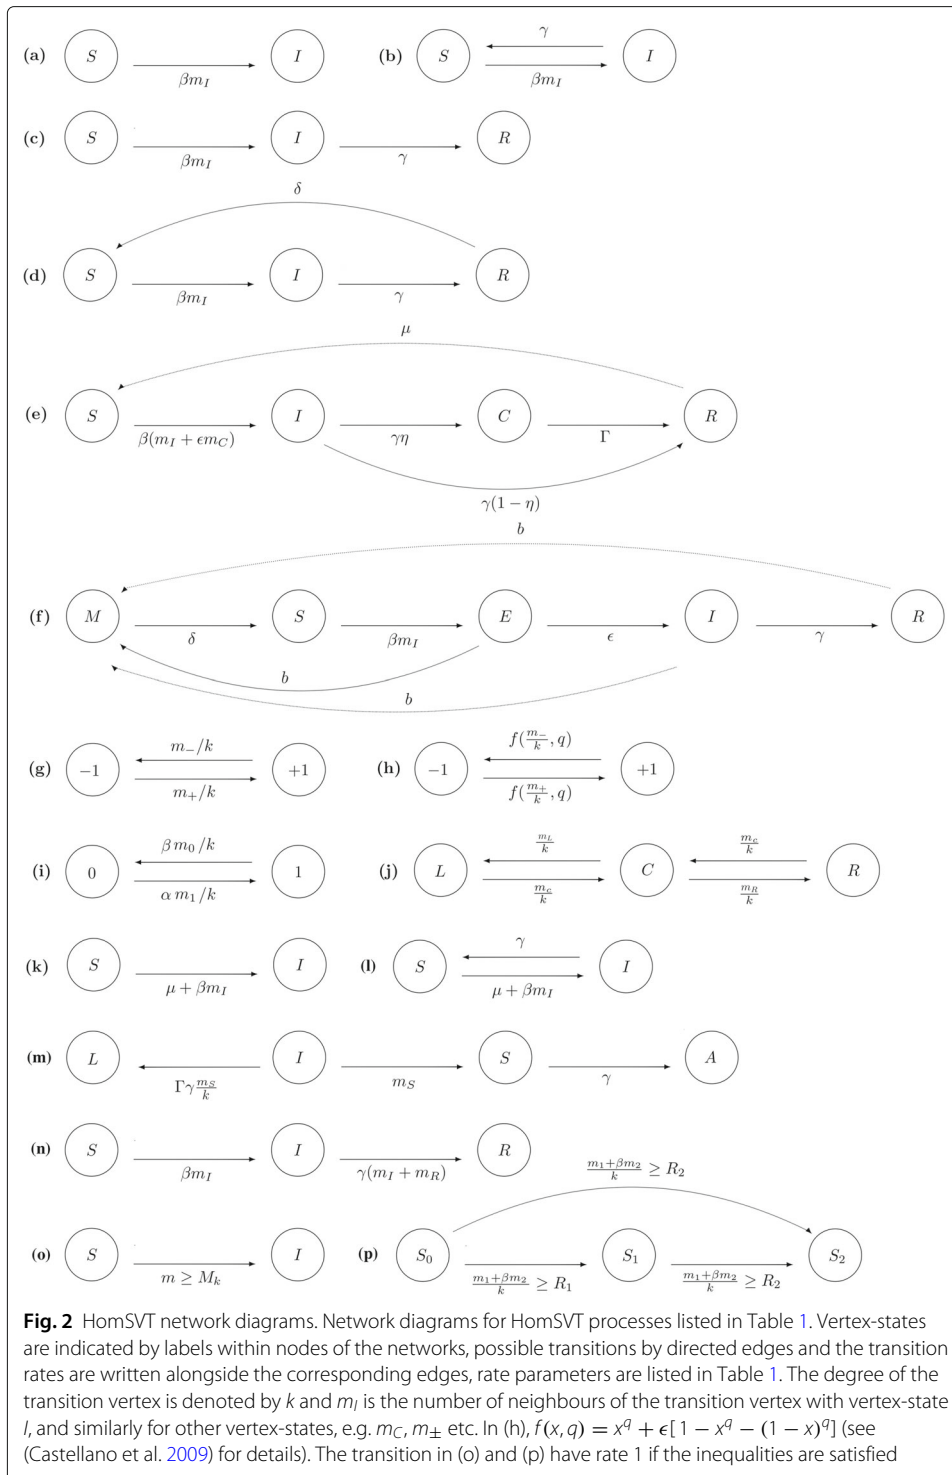 (a) S βm_I I (b) S γ βm_I I
(c) S βm_I I γ R
δ
(d) S βm_I I γ R
μ
(e) S β(m_I + ϵm_C) I γη C Γ R
γ(1 − η)
b
(f) M δ S βm_I E ϵ I γ R
b
b
(g) −1 m_−/k m_+/k +1 (h) −1 f(m_−/k, q) f(m_+/k, q) +1
(i) 0 β m_0/k α m_1/k 1 (j) L m_L/k m_c/k C m_c/k m_R/k R
(k) S μ + βm_I I (l) S γ μ + βm_I I
(m) L Γγ m_S/k I m_S S γ A
(n) S βm_I I γ(m_I + m_R) R
(m_1+βm_2)/k ≥ R_2
(o) S m ≥ M_k I (p) S_0 (m_1+βm_2)/k ≥ R_1 S_1 (m_1+βm_2)/k ≥ R_2 S_2
Fig. 2 HomSVT network diagrams. Network diagrams for HomSVT processes listed in Table 1. Vertex-states
are indicated by labels within nodes of the networks, possible transitions by directed edges and the transition
rates are written alongside the corresponding edges, rate parameters are listed in Table 1. The degree of the
transition vertex is denoted by k and m_I is the number of neighbours of the transition vertex with vertex-state
I, and similarly for other vertex-states, e.g. m_C, m_± etc. In (h), f(x, q) = x^q + ϵ[ 1 − x^q − (1 − x)^q] (see
(Castellano et al. 2009) for details). The transition in (o) and (p) have rate 1 if the inequalities are satisfied